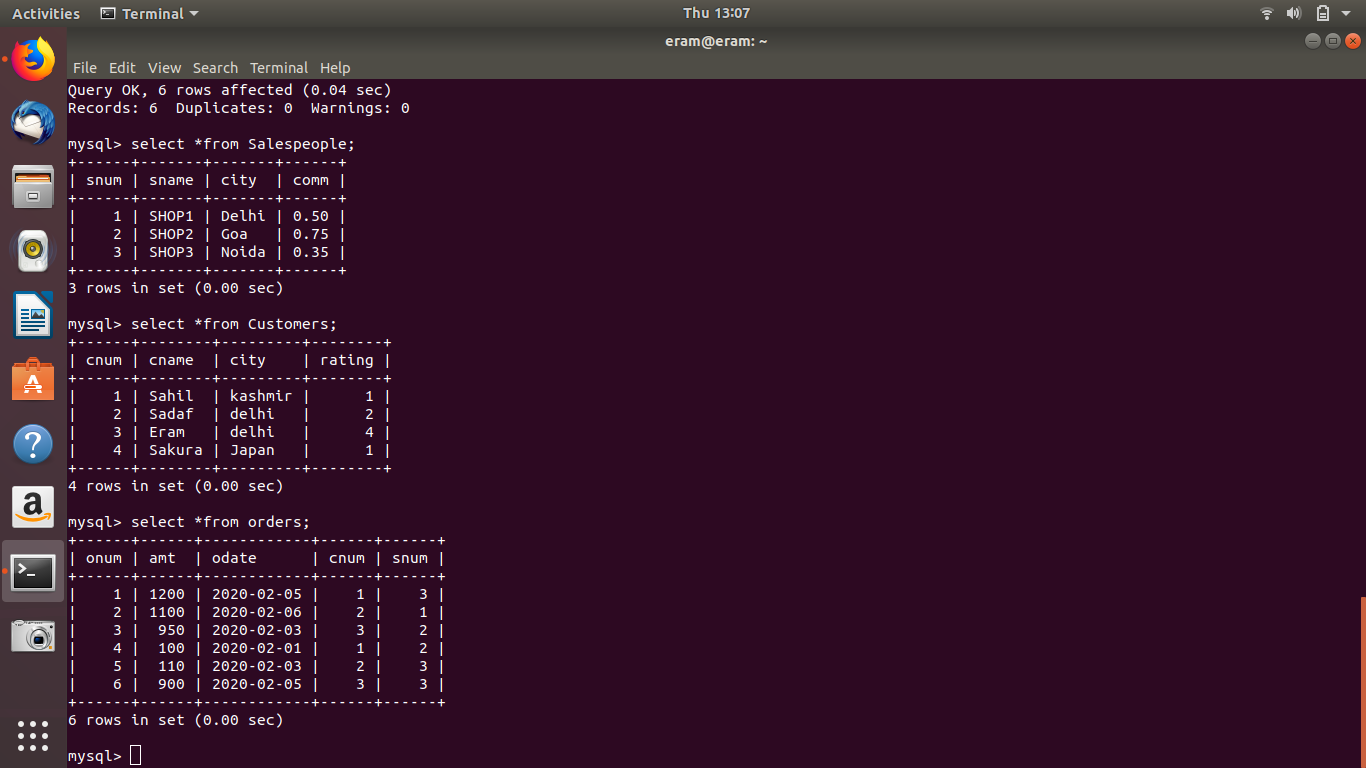 Activities Terminal Thu 13:07
eram@eram: ~
File Edit View Search Terminal Help
Query OK, 6 rows affected (0.04 sec)
Records: 6  Duplicates: 0  Warnings: 0

mysql> select *from Salespeople;
+------+-------+-------+------+
| snum | sname | city  | comm |
+------+-------+-------+------+
|    1 | SHOP1 | Delhi | 0.50 |
|    2 | SHOP2 | Goa   | 0.75 |
|    3 | SHOP3 | Noida | 0.35 |
+------+-------+-------+------+
3 rows in set (0.00 sec)

mysql> select *from Customers;
+------+--------+---------+--------+
| cnum | cname  | city    | rating |
+------+--------+---------+--------+
|    1 | Sahil  | kashmir |      1 |
|    2 | Sadaf  | delhi   |      2 |
|    3 | Eram   | delhi   |      4 |
|    4 | Sakura | Japan   |      1 |
+------+--------+---------+--------+
4 rows in set (0.00 sec)

mysql> select *from orders;
+------+------+------------+------+------+
| onum | amt  | odate      | cnum | snum |
+------+------+------------+------+------+
|    1 | 1200 | 2020-02-05 |    1 |    3 |
|    2 | 1100 | 2020-02-06 |    2 |    1 |
|    3 |  950 | 2020-02-03 |    3 |    2 |
|    4 |  100 | 2020-02-01 |    1 |    2 |
|    5 |  110 | 2020-02-03 |    2 |    3 |
|    6 |  900 | 2020-02-05 |    3 |    3 |
+------+------+------------+------+------+
6 rows in set (0.00 sec)

mysql>